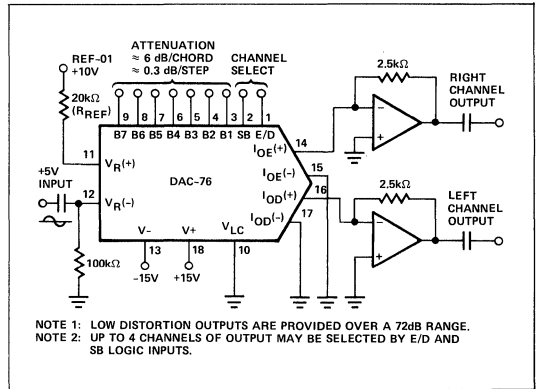 ATTENUATION
≈ 6 dB/CHORD
≈ 0.3 dB/STEP
CHANNEL
SELECT
REF-01
+10V
20kΩ
(RREF)
9 8 7 6 5 4 3 2 1
B7 B6 B5 B4 B3 B2 B1 SB E/D
11
VR(+)
+5V
INPUT
12
VR(-)
100kΩ
DAC-76
IOE(+)
14
IOE(-)
15
IOD(+)
16
IOD(-)
17
V-
13
-15V
V+
18
+15V
VLC
10
2.5kΩ
-
+
RIGHT
CHANNEL
OUTPUT
2.5kΩ
-
+
LEFT
CHANNEL
OUTPUT
NOTE 1: LOW DISTORTION OUTPUTS ARE PROVIDED OVER A 72dB RANGE.
NOTE 2: UP TO 4 CHANNELS OF OUTPUT MAY BE SELECTED BY E/D AND
SB LOGIC INPUTS.